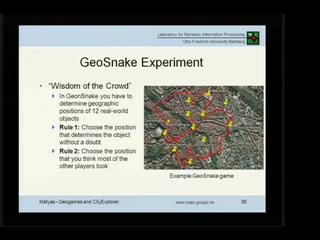 Laboratory for Semantic Information Processing
Otto-Friedrich-University Bamberg
GeoSnake Experiment
• "Wisdom of the Crowd"
In GeonSnake you have to
determine geographic
positions of 12 real-world
objects
Rule 1: Choose the position
that determines the object
without a doubt
Rule 2: Choose the position
that you think most of the
other players took
Example GeoSnake game
Matyas - Geogames and CityExplorer
www.maps.google.de
36